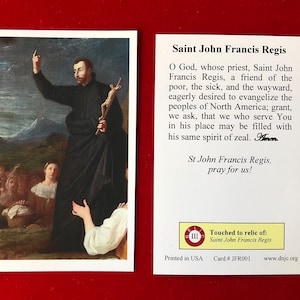 Saint John Francis Regis
O God, whose priest, Saint John
Francis Regis, a friend of the
poor, the sick, and the wayward,
eagerly desired to evangelize the
peoples of North America; grant,
we ask, that we who serve You
in his place may be filled with
his same spirit of zeal. Amen
St John Francis Regis,
pray for us!
Touched to relic of:
Saint John Francis Regis
Printed in USA Card # JFR001 www.dnjc.org